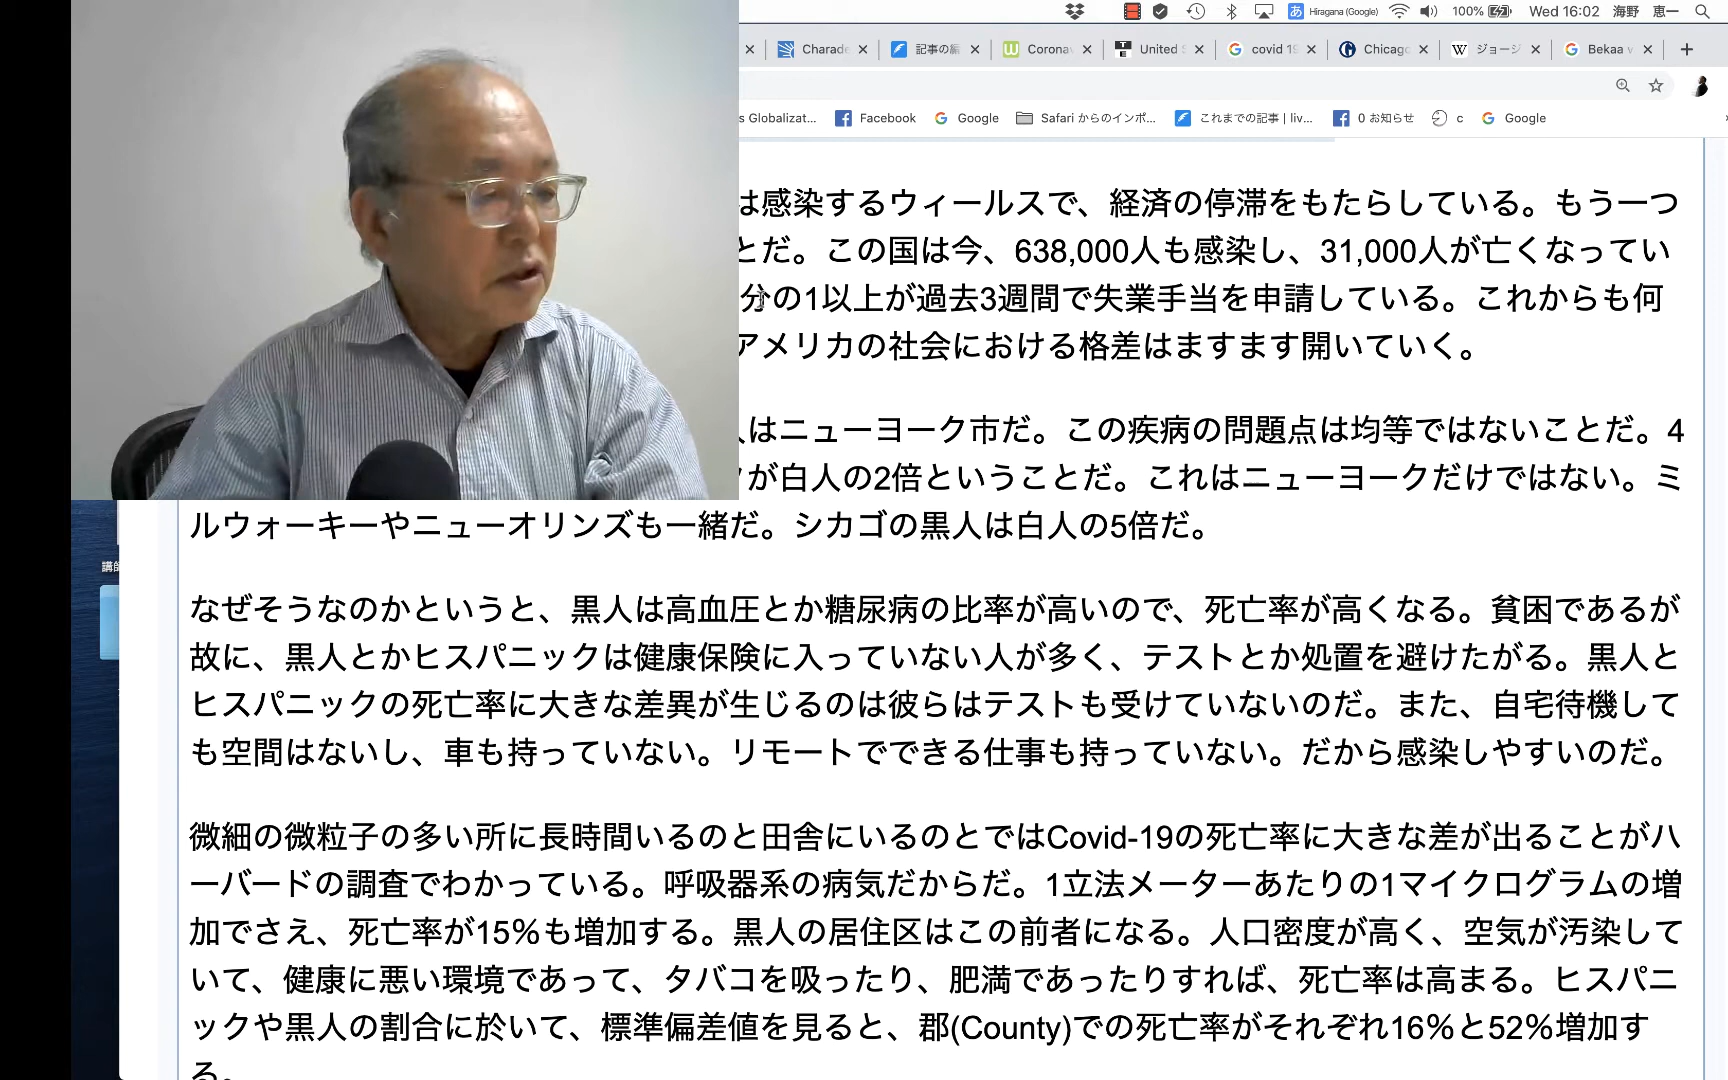 Hiragana (Google) 100% Wed 16:02 海野 恵一
Charade 記事の編 Corona United covid 19 Chicago ジョージ Bekaa v
s Globalizat... Facebook Google Safari からのインポ... これまでの記事 | liv... 0 お知らせ c Google
は感染するウィールスで、経済の停滞をもたらしている。もう一つ
とだ。この国は今、638,000人も感染し、31,000人が亡くなってい
分の1以上が過去3週間で失業手当を申請している。これからも何
アメリカの社会における格差はますます開いていく。
はニューヨーク市だ。この疾病の問題点は均等ではないことだ。4
が白人の2倍ということだ。これはニューヨークだけではない。ミ
ルウォーキーやニューオリンズも一緒だ。シカゴの黒人は白人の5倍だ。
なぜそうなのかというと、黒人は高血圧とか糖尿病の比率が高いので、死亡率が高くなる。貧困であるが
故に、黒人とかヒスパニックは健康保険に入っていない人が多く、テストとか処置を避けたがる。黒人と
ヒスパニックの死亡率に大きな差異が生じるのは彼らはテストも受けていないのだ。また、自宅待機して
も空間はないし、車も持っていない。リモートでできる仕事も持っていない。だから感染しやすいのだ。
微細の微粒子の多い所に長時間いるのと田舎にいるのとではCovid-19の死亡率に大きな差が出ることがハ
ーバードの調査でわかっている。呼吸器系の病気だからだ。1立法メーターあたりの1マイクログラムの増
加でさえ、死亡率が15%も増加する。黒人の居住区はこの前者になる。人口密度が高く、空気が汚染して
いて、健康に悪い環境であって、タバコを吸ったり、肥満であったりすれば、死亡率は高まる。ヒスパニ
ックや黒人の割合に於いて、標準偏差値を見ると、郡(County)での死亡率がそれぞれ16%と52%増加す
る。